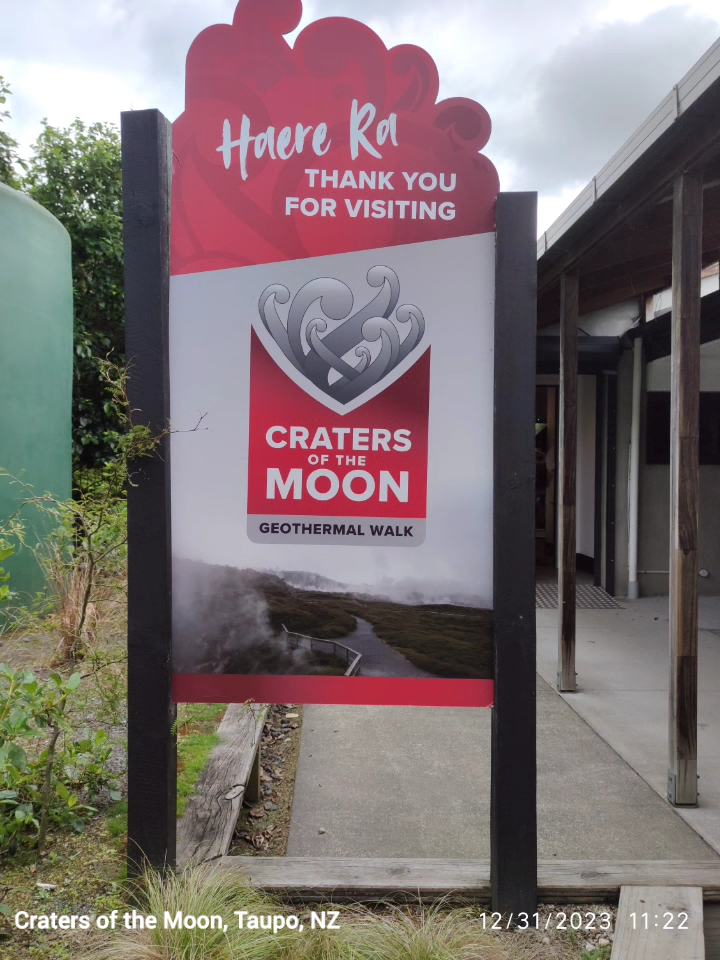 Haere Ra
THANK YOU
FOR VISITING
CRATERS
OF THE
MOON
GEOTHERMAL WALK
Craters of the Moon, Taupo, NZ
12/31/2023 11:22